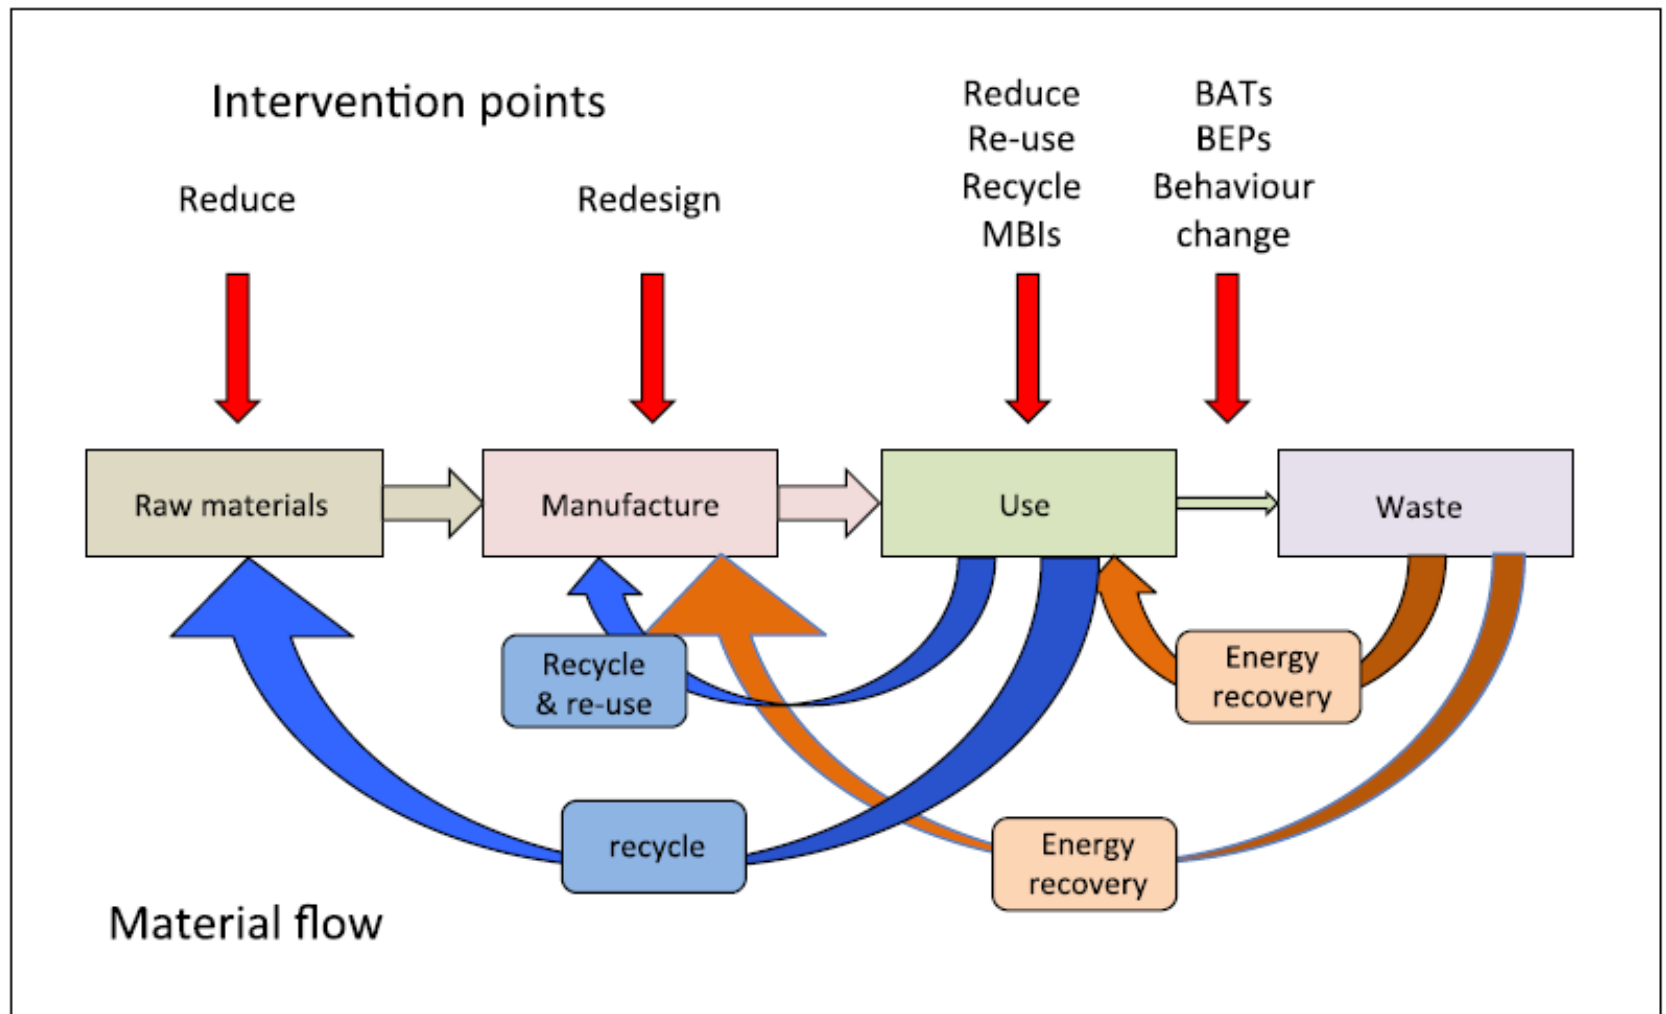 Intervention points
Reduce
Redesign
Reduce
Re-use
Recycle
MBIs
BATs
BEPs
Behaviour
change
Raw materials
Manufacture
Use
Waste
Recycle
& re-use
Energy
recovery
recycle
Energy
recovery
Material flow